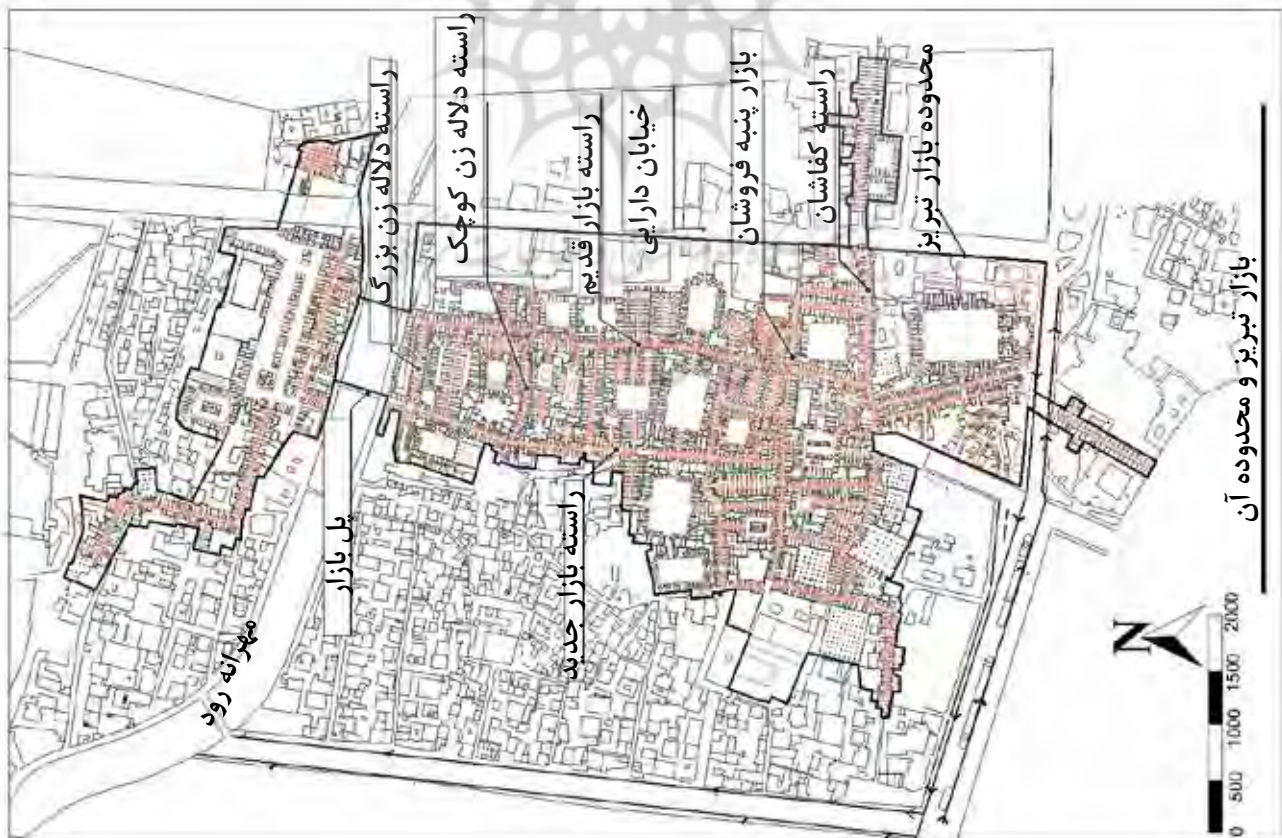 راسته دلاله زن بزرگ
راسته دلاله زن کوچک
راسته بازار قدیم
خیابان دارایی
بازار پنبه فروشان
راسته کفاشان
محدوده بازار تبریز
پل بازار
راسته بازار جدید
مهرانه رود
بازار تبریز و محدوده آن
N
0 500 1000 1500 2000